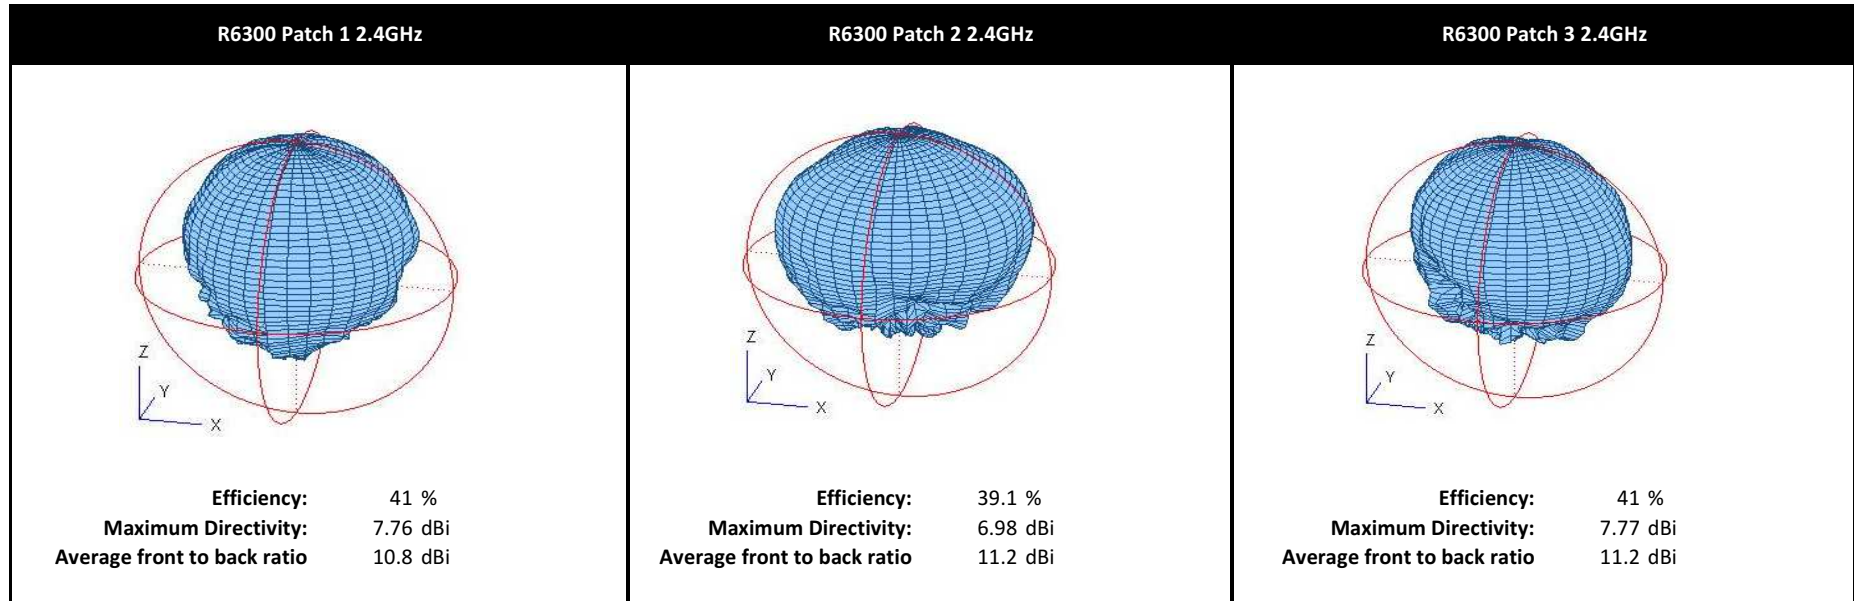 R6300 Patch 1 2.4GHz
Z
Y
X
Efficiency: 41 %
Maximum Directivity: 7.76 dBi
Average front to back ratio 10.8 dBi
R6300 Patch 2 2.4GHz
Z
Y
X
Efficiency: 39.1 %
Maximum Directivity: 6.98 dBi
Average front to back ratio 11.2 dBi
R6300 Patch 3 2.4GHz
Z
Y
X
Efficiency: 41 %
Maximum Directivity: 7.77 dBi
Average front to back ratio 11.2 dBi